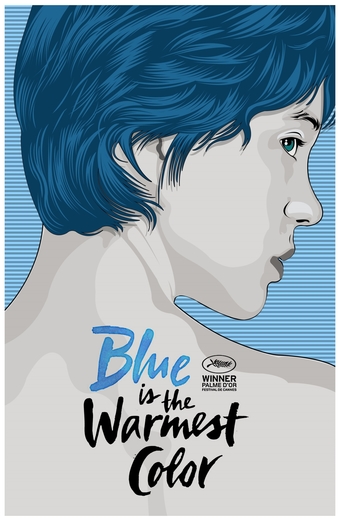 Blue
is the
Warmest
Color
WINNER
PALME D'OR
FESTIVAL DE CANNES